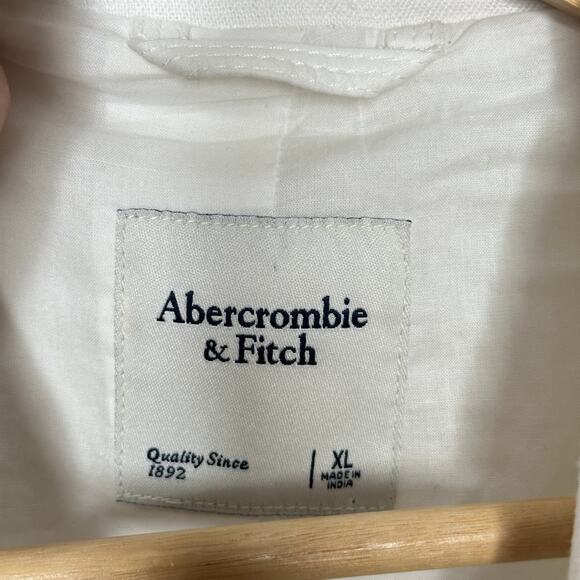 Abercrombie
& Fitch
Quality Since
1892
XL
MADE IN
INDIA